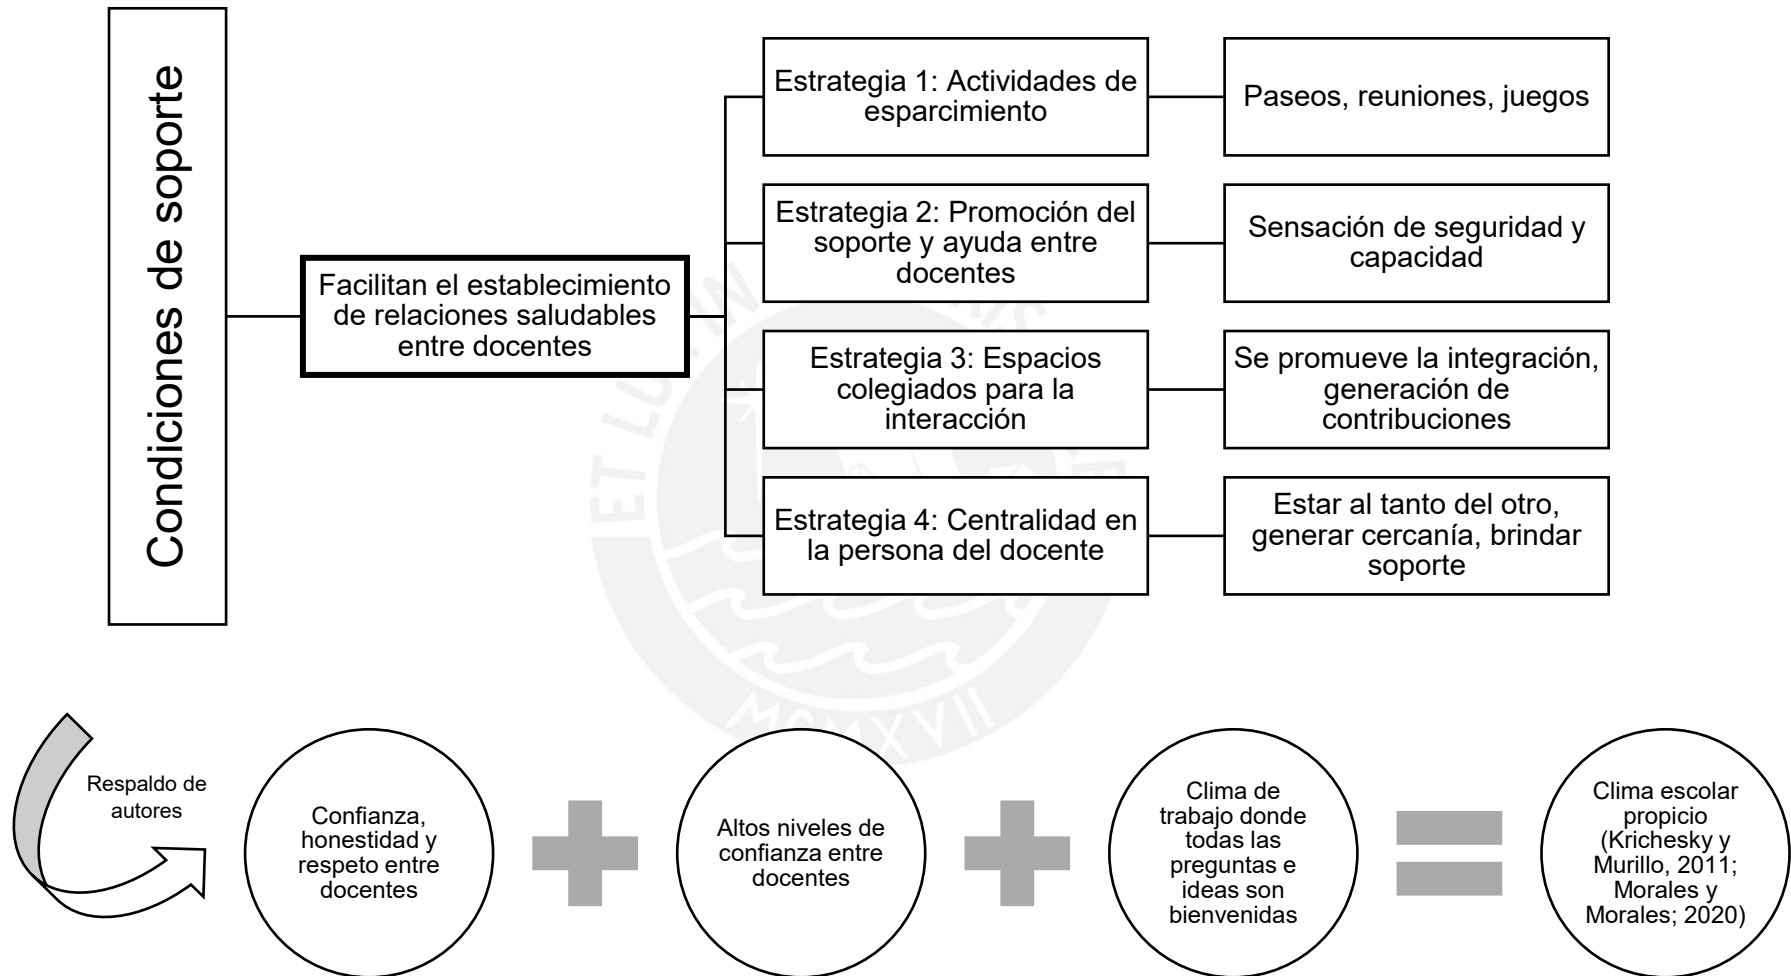 Condiciones de soporte
Facilitan el establecimiento
de relaciones saludables
entre docentes
Estrategia 1: Actividades de
esparcimiento
Paseos, reuniones, juegos
Estrategia 2: Promoción del
soporte y ayuda entre
docentes
Sensación de seguridad y
capacidad
Estrategia 3: Espacios
colegiados para la
interacción
Se promueve la integración,
generación de
contribuciones
Estrategia 4: Centralidad en
la persona del docente
Estar al tanto del otro,
generar cercanía, brindar
soporte
ET LUX IN
MCMXVII
Respaldo de
autores
Confianza,
honestidad y
respeto entre
docentes
Altos niveles de
confianza entre
docentes
Clima de
trabajo donde
todas las
preguntas e
ideas son
bienvenidas
Clima escolar
propicio
(Krichesky y
Murillo, 2011;
Morales y
Morales; 2020)